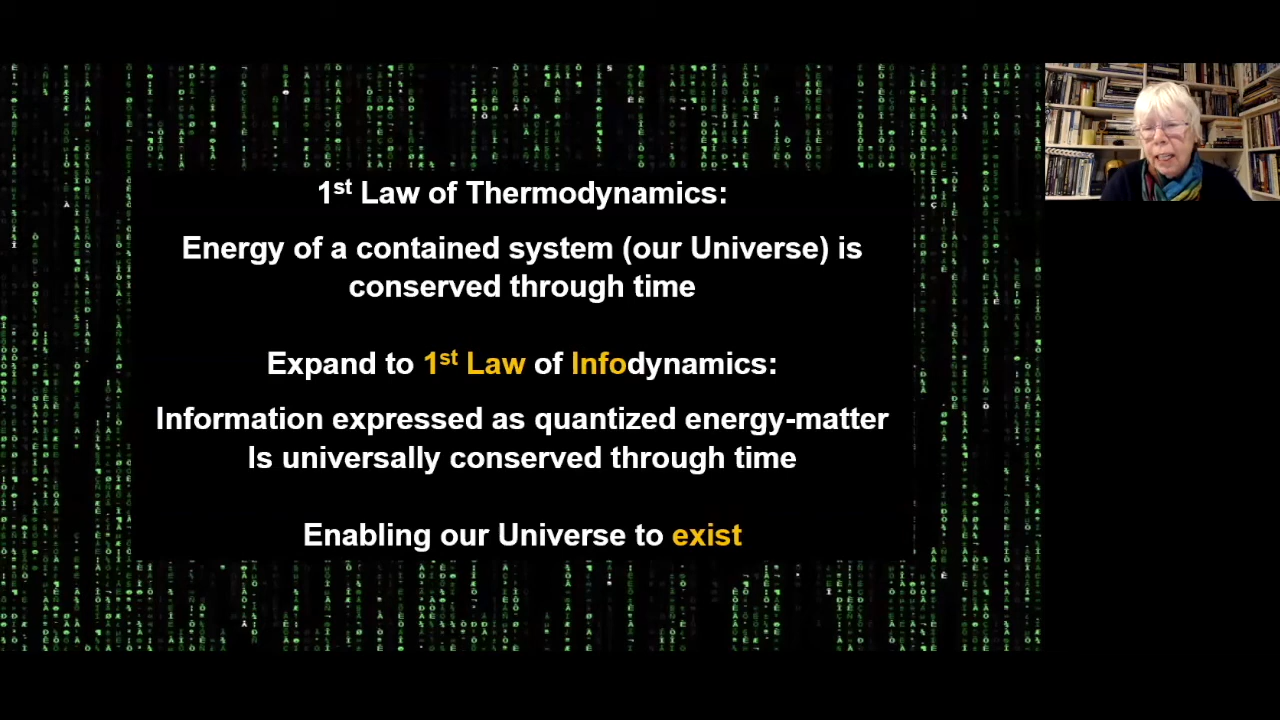 1st Law of Thermodynamics:
Energy of a contained system (our Universe) is
conserved through time
Expand to 1st Law of Infodynamics:
Information expressed as quantized energy-matter
Is universally conserved through time
Enabling our Universe to exist